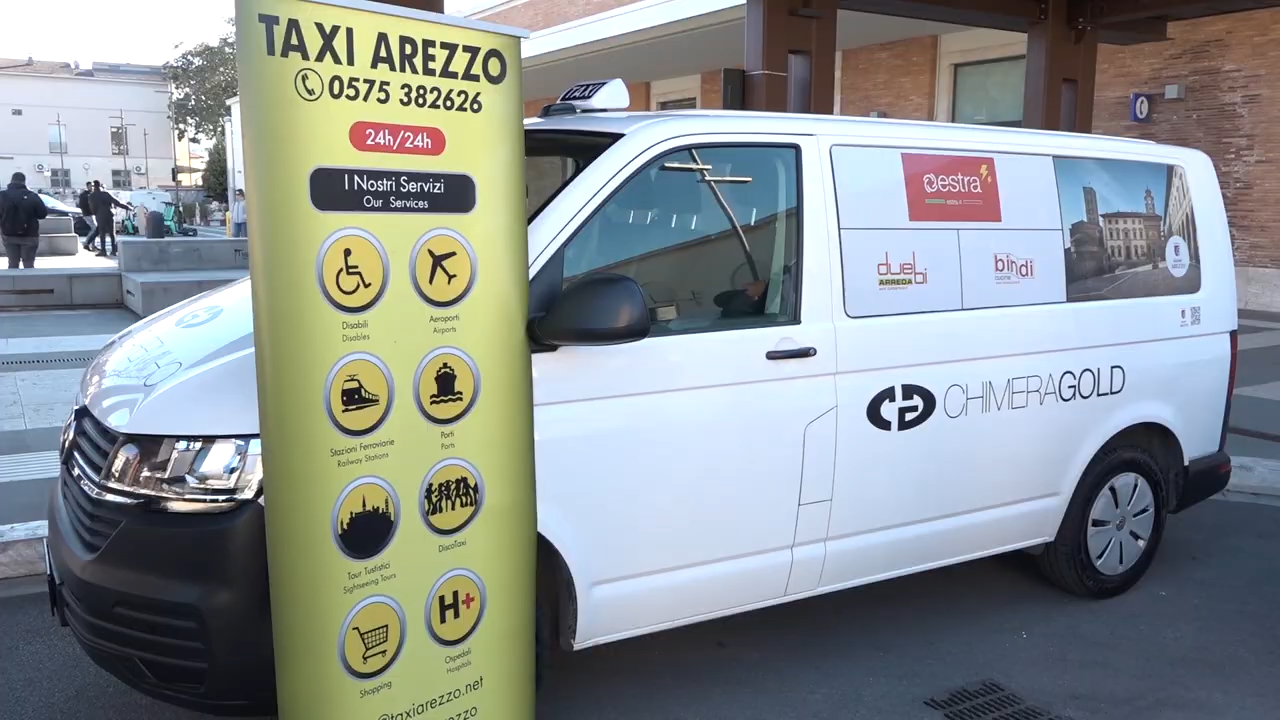 TAXI AREZZO
0575 382626
24h/24h
I Nostri Servizi
Our Services
Disabili
Disables
Aeroporti
Airports
Stazioni Ferroviarie
Railway Stations
Porti
Ports
Tour Tustistici
Sightseeing Tours
DiscoTaxi
H+
Shopping
Ospedali
Hospitals
@taxiarezzo.net
TAXI
estra
duebi
ARREDA
bindi
CHIMERAGOLD